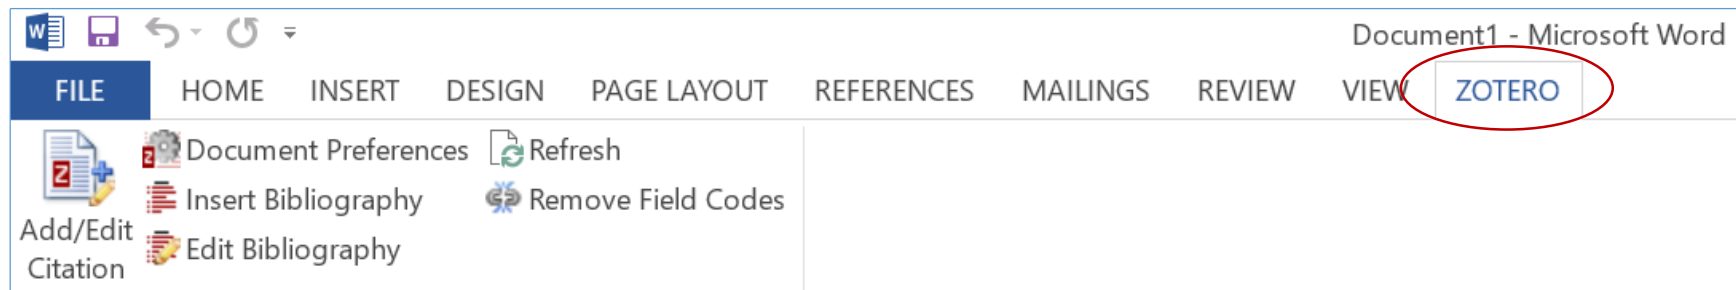 Document1 - Microsoft Word
FILE HOME INSERT DESIGN PAGE LAYOUT REFERENCES MAILINGS REVIEW VIEW ZOTERO
Add/Edit
Citation
Document Preferences
Insert Bibliography
Edit Bibliography
Refresh
Remove Field Codes